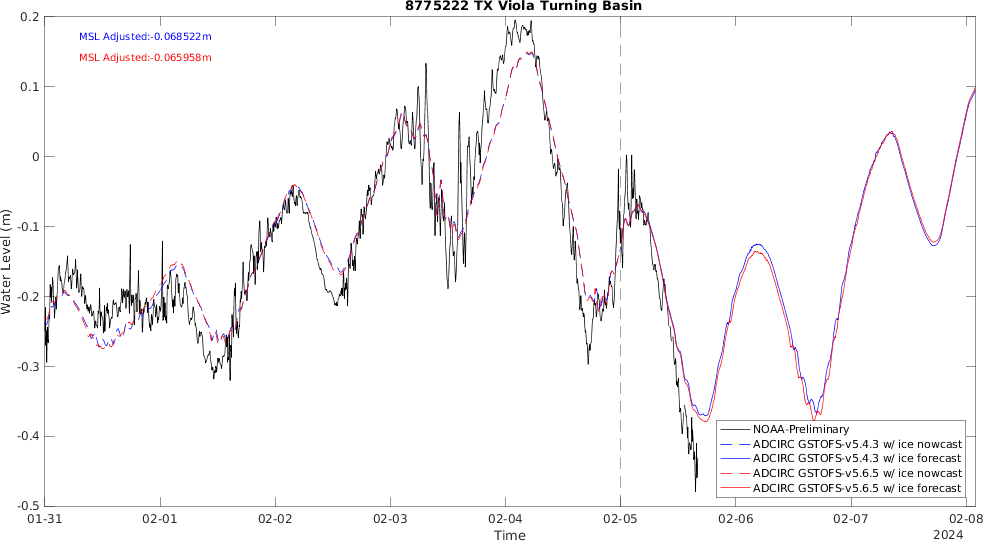 8775222 TX Viola Turning Basin
MSL Adjusted:-0.068522m
MSL Adjusted:-0.065958m
Water Level (m)
0.2
0.1
0
-0.1
-0.2
-0.3
-0.4
-0.5
NOAA-Preliminary
ADCIRC GSTOFS-v5.4.3 w/ ice nowcast
ADCIRC GSTOFS-v5.4.3 w/ ice forecast
ADCIRC GSTOFS-v5.6.5 w/ ice nowcast
ADCIRC GSTOFS-v5.6.5 w/ ice forecast
01-31 02-01 02-02 02-03 02-04 02-05 02-06 02-07 02-08
Time
2024